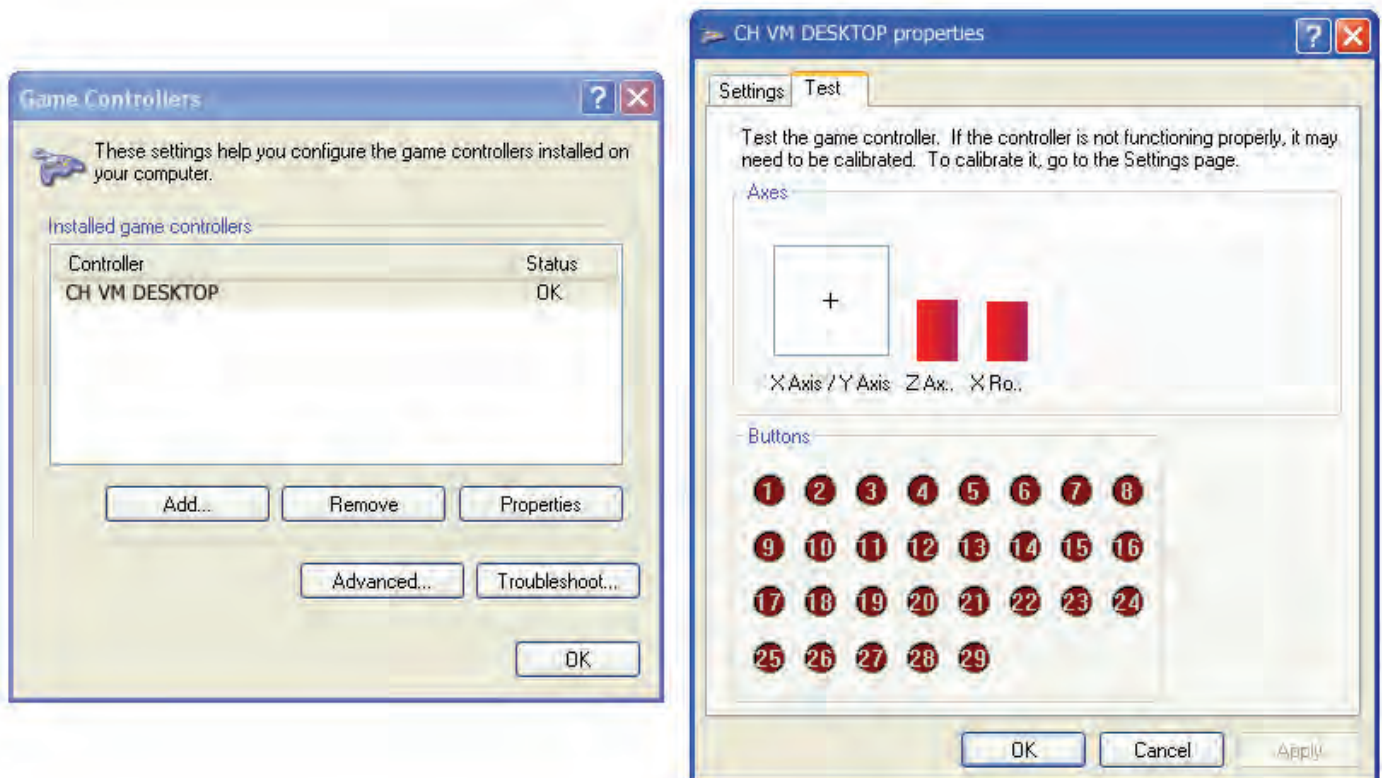 Game Controllers
These settings help you configure the game controllers installed on
your computer.
Installed game controllers
Controller Status
CH VM DESKTOP OK
Add... Remove Properties
Advanced... Troubleshoot...
OK
CH VM DESKTOP properties
Settings Test
Test the game controller. If the controller is not functioning properly, it may
need to be calibrated. To calibrate it, go to the Settings page.
Axes
X Axis / Y Axis Z Ax.. X Ro..
Buttons
1 2 3 4 5 6 7 8
9 10 11 12 13 14 15 16
17 18 19 20 21 22 23 24
25 26 27 28 29
OK Cancel Apply